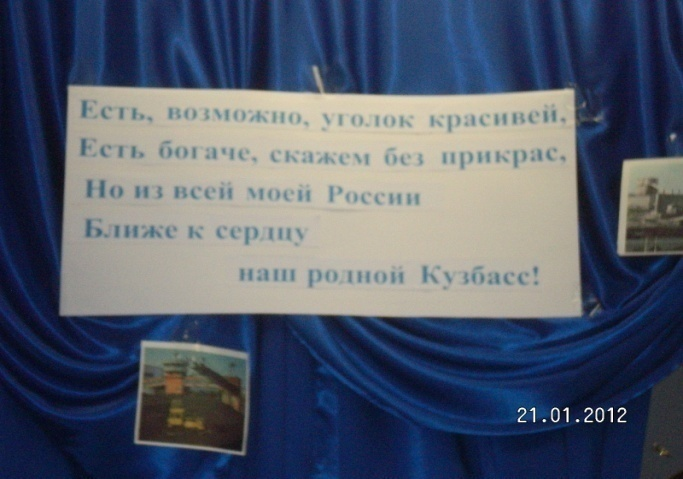 Есть, возможно, уголок красивей,
Есть богаче, скажем без прикрас,
Но из всей моей России
Ближе к сердцу
наш родной Кузбасс!
21.01.2012